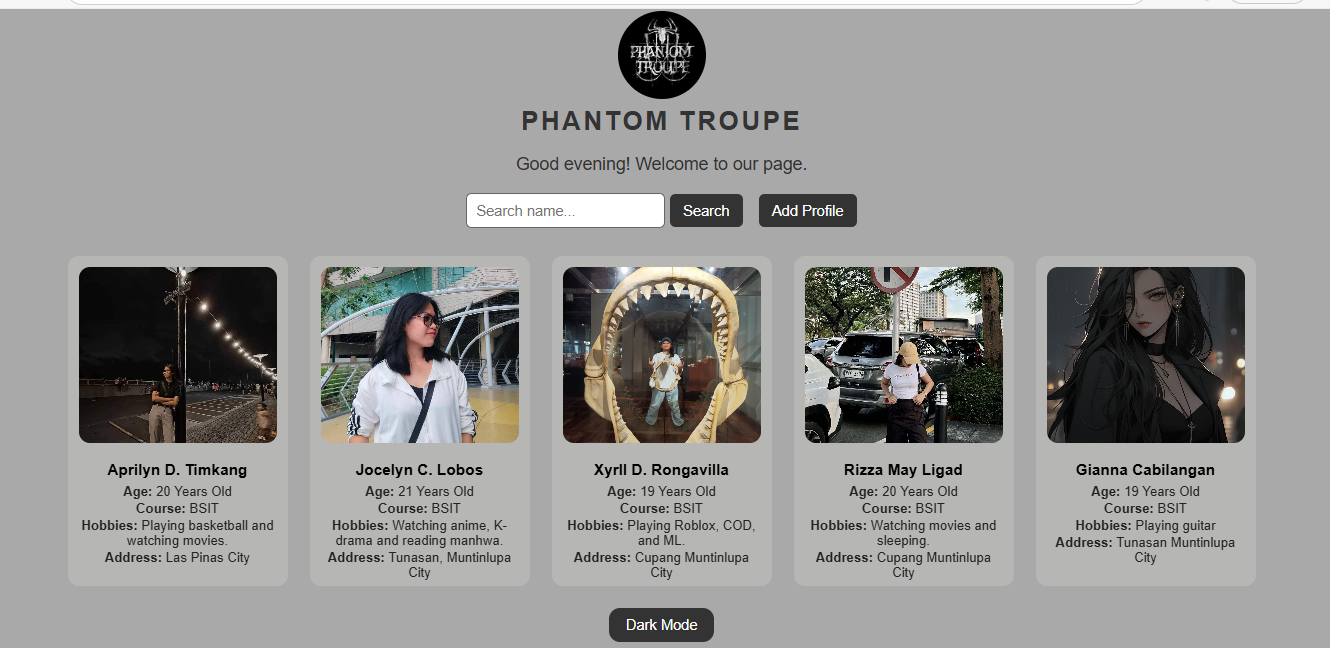 PHANTOM
TROUPE
PHANTOM TROUPE
Good evening! Welcome to our page.
Search name...
Search
Add Profile
Aprilyn D. Timkang
Age: 20 Years Old
Course: BSIT
Hobbies: Playing basketball and
watching movies.
Address: Las Pinas City
Jocelyn C. Lobos
Age: 21 Years Old
Course: BSIT
Hobbies: Watching anime, K-
drama and reading manhwa.
Address: Tunasan, Muntinlupa
City
Xyrll D. Rongavilla
Age: 19 Years Old
Course: BSIT
Hobbies: Playing Roblox, COD,
and ML.
Address: Cupang Muntinlupa
City
Rizza May Ligad
Age: 20 Years Old
Course: BSIT
Hobbies: Watching movies and
sleeping.
Address: Cupang Muntinlupa
City
Gianna Cabilangan
Age: 19 Years Old
Course: BSIT
Hobbies: Playing guitar
Address: Tunasan Muntinlupa
City
Dark Mode